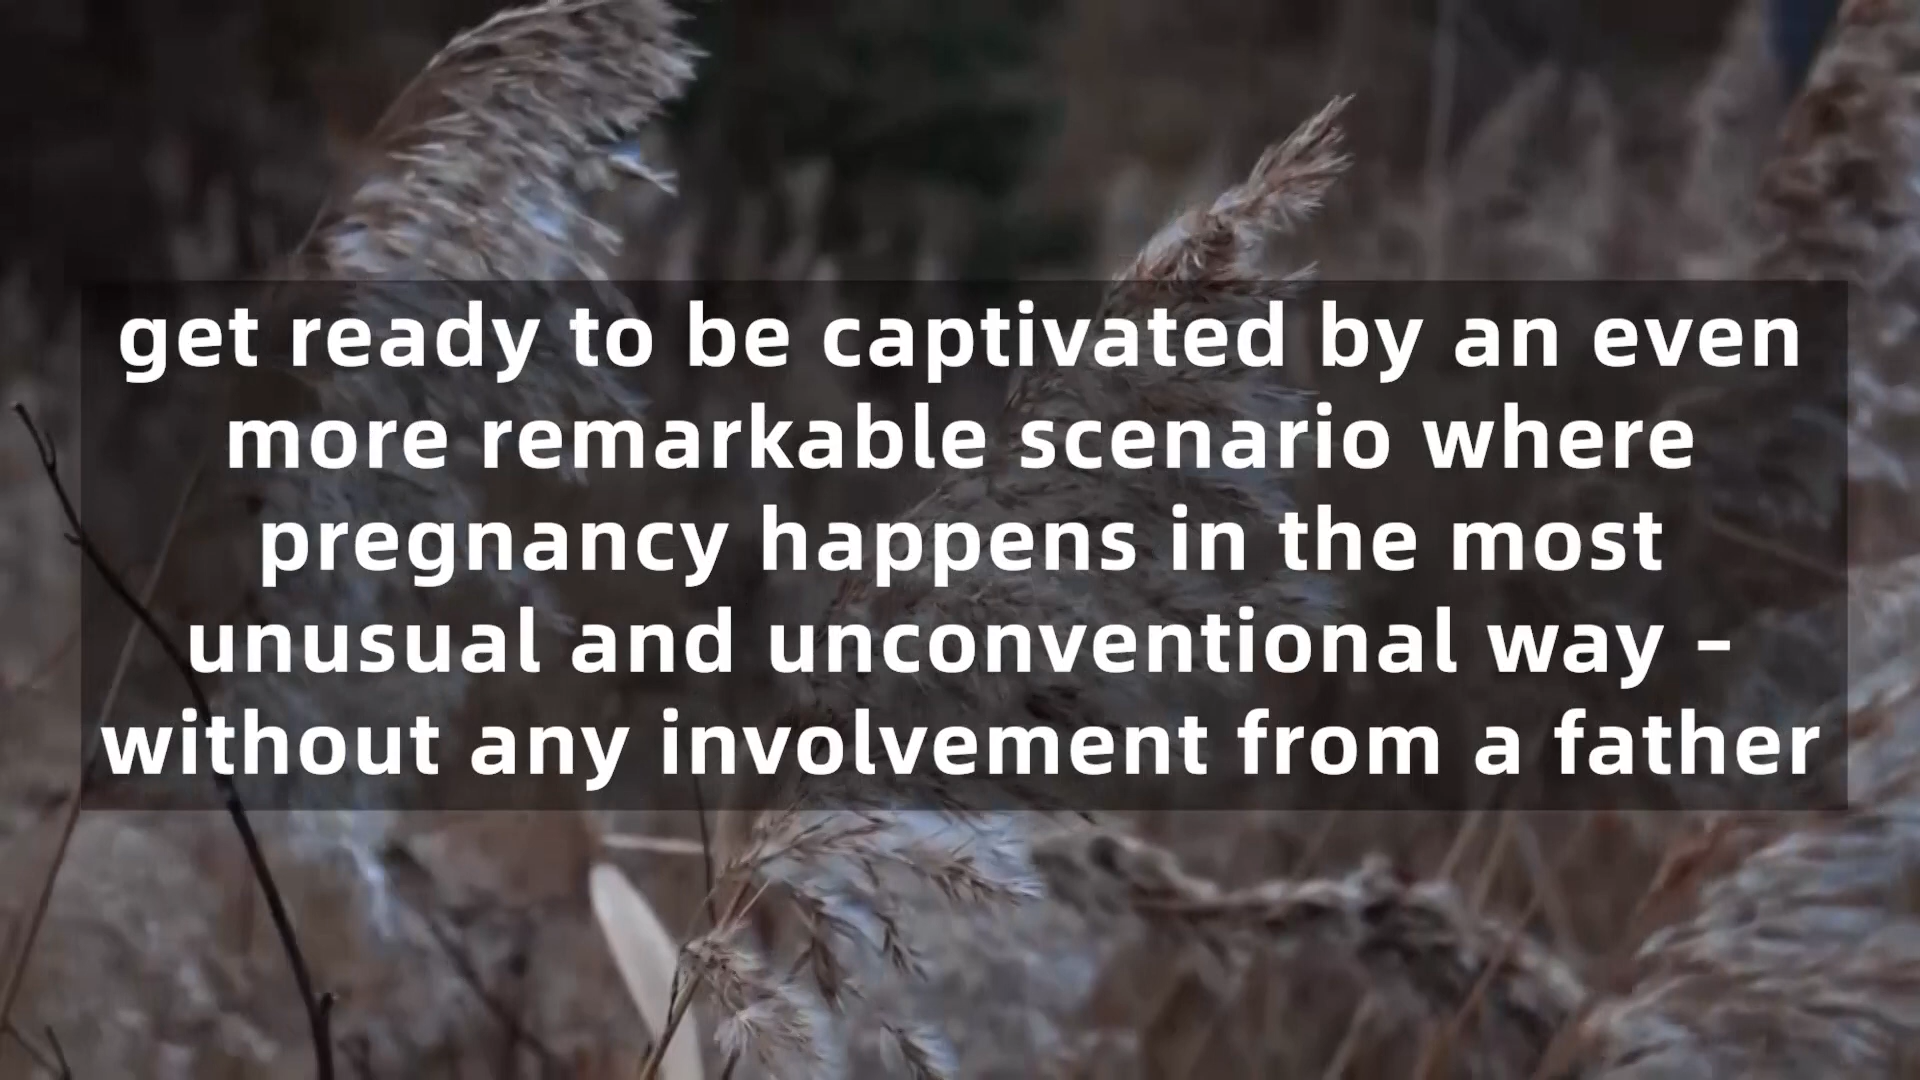 get ready to be captivated by an even
more remarkable scenario where
pregnancy happens in the most
unusual and unconventional way –
without any involvement from a father